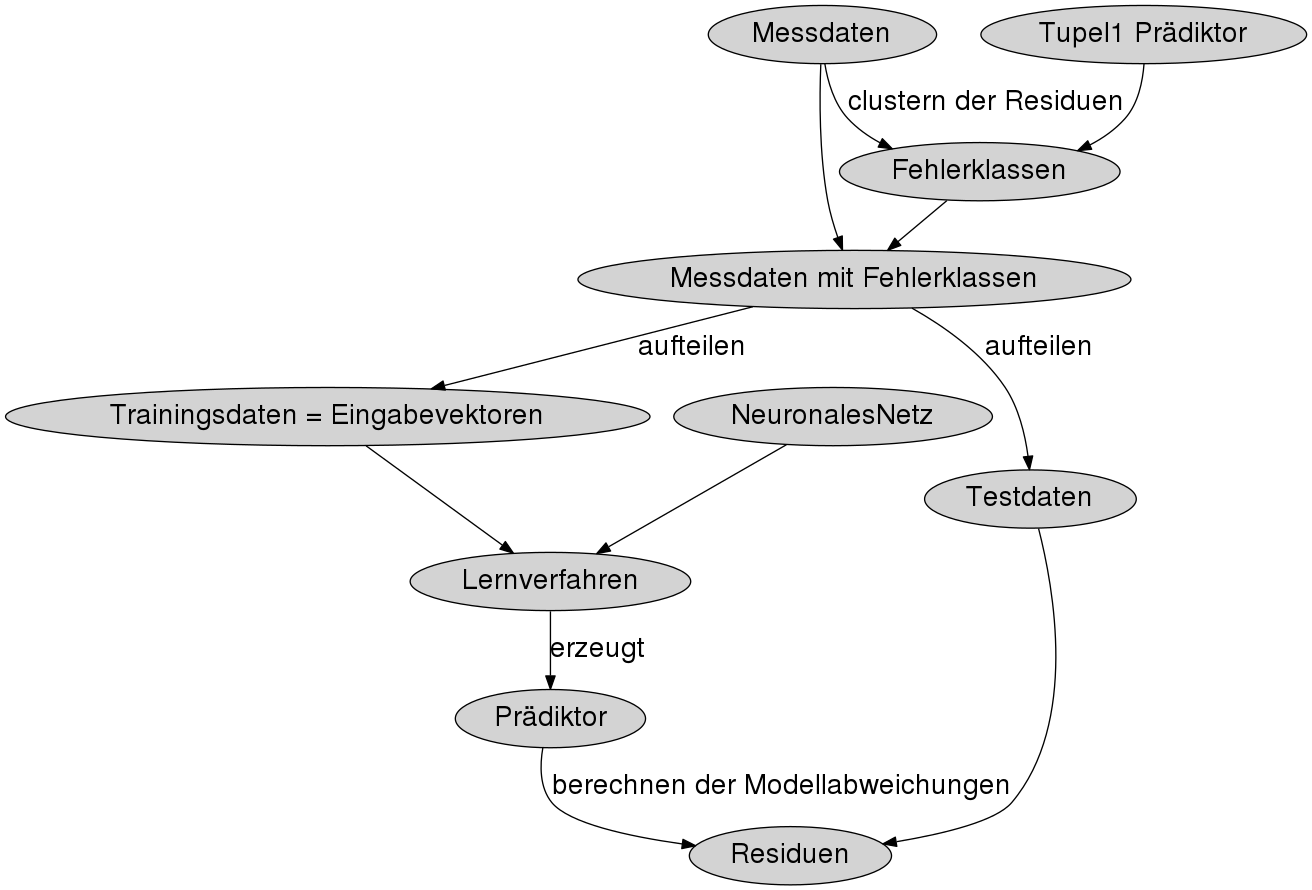 Messdaten
Tupel1 Prädiktor
clustern der Residuen
Fehlerklassen
Messdaten mit Fehlerklassen
aufteilen
aufteilen
Trainingsdaten = Eingabevektoren
NeuronalesNetz
Testdaten
Lernverfahren
erzeugt
Prädiktor
berechnen der Modellabweichungen
Residuen